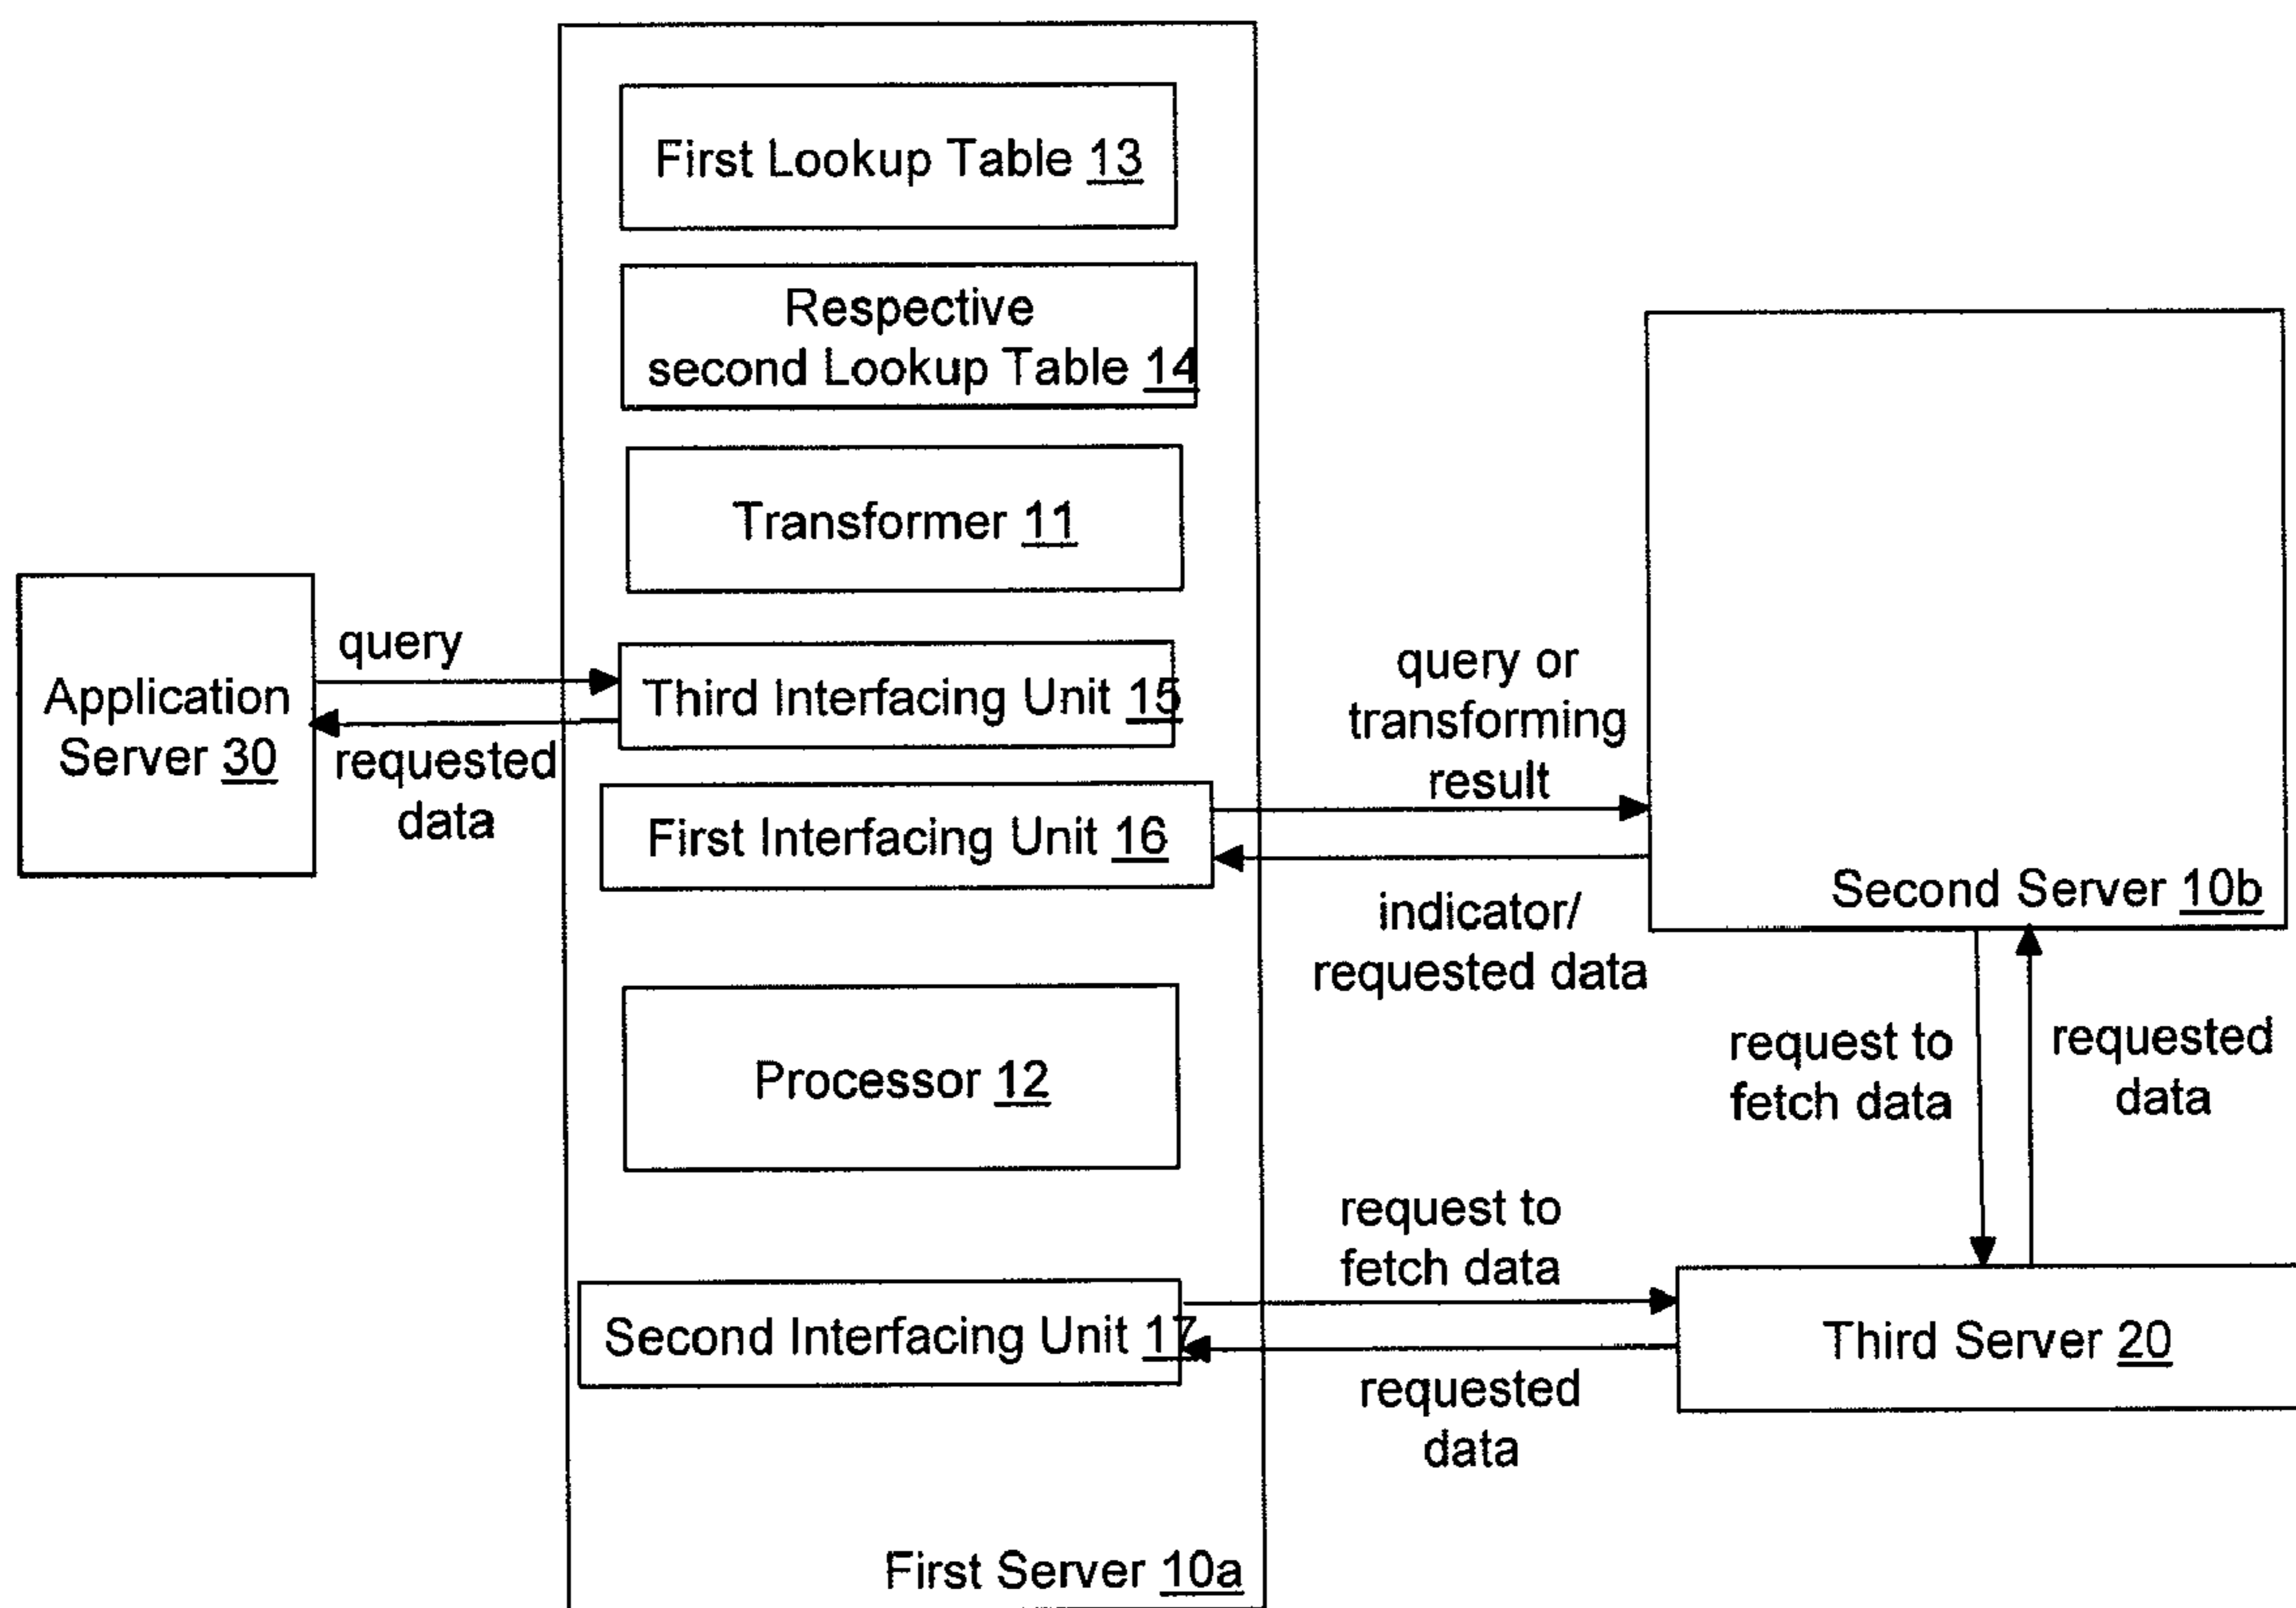 First Lookup Table 13
Respective
second Lookup Table 14
Transformer 11
Application
Server 30
query
requested
data
Third Interfacing Unit 15
First Interfacing Unit 16
query or
transforming
result
indicator/
requested data
Second Server 10b
Processor 12
request to
fetch data
requested
data
Second Interfacing Unit 17
request to
fetch data
requested
data
Third Server 20
First Server 10a